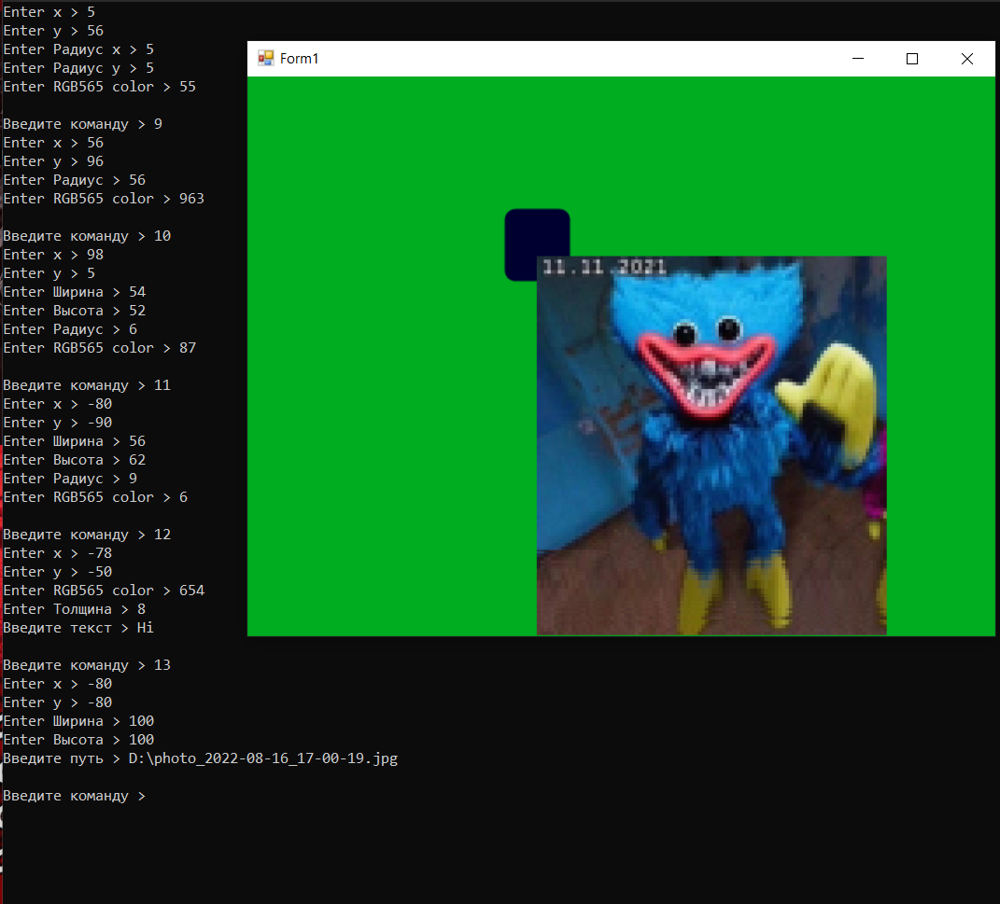 Enter x > 5
Enter y > 56
Enter Радиус x > 5
Enter Радиус y > 5
Enter RGB565 color > 55
Введите команду > 9
Enter x > 56
Enter y > 96
Enter Радиус > 56
Enter RGB565 color > 963
Введите команду > 10
Enter x > 98
Enter y > 5
Enter Ширина > 54
Enter Высота > 52
Enter Радиус > 6
Enter RGB565 color > 87
Введите команду > 11
Enter x > -80
Enter y > -90
Enter Ширина > 56
Enter Высота > 62
Enter Радиус > 9
Enter RGB565 color > 6
Введите команду > 12
Enter x > -78
Enter y > -50
Enter RGB565 color > 654
Enter Толщина > 8
Введите текст > Hi
Введите команду > 13
Enter x > -80
Enter y > -80
Enter Ширина > 100
Enter Высота > 100
Введите путь > D:\photo_2022-08-16_17-00-19.jpg
Введите команду >
Form1
11.11.2021